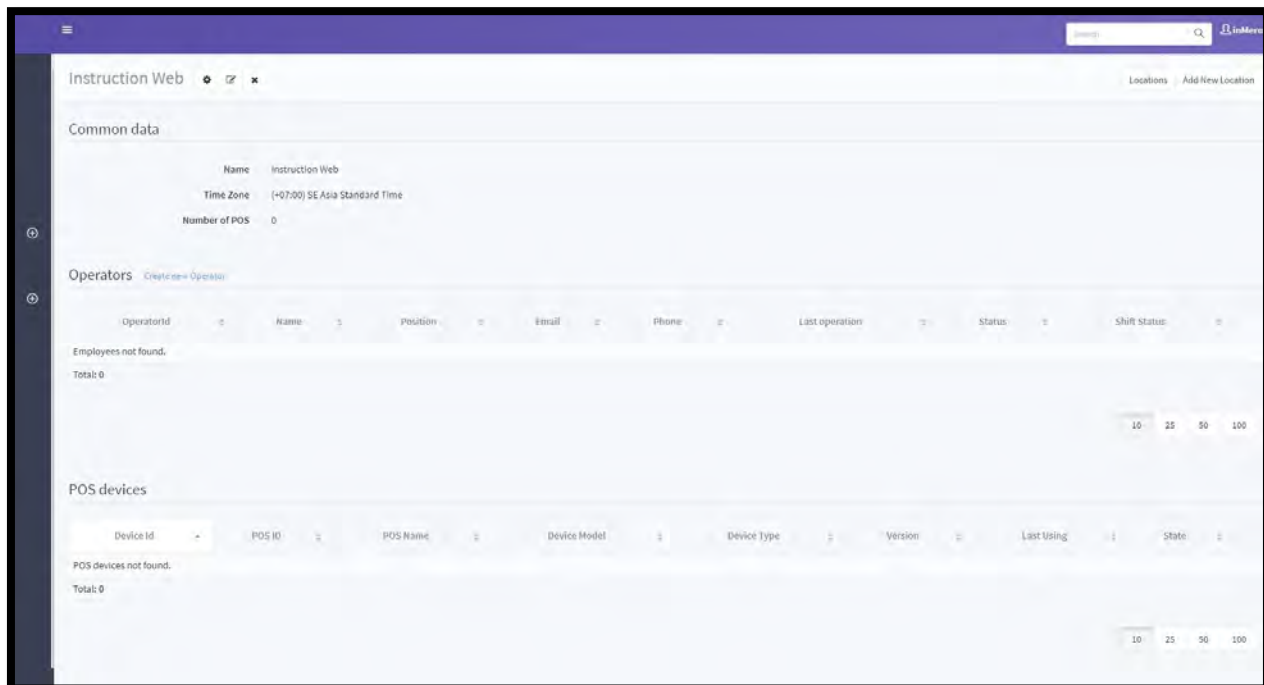 Search
inMero
Instruction Web
Locations Add New Location
Common data
Name Instruction Web
Time Zone (+07:00) SE Asia Standard Time
Number of POS 0
Operators Create new Operator
OperatorId Name Position Email Phone Last operation Status Shift Status
Employees not found.
Total: 0
10 25 50 100
POS devices
Device Id POS ID POS Name Device Model Device Type Version Last Using State
POS devices not found.
Total: 0
10 25 50 100